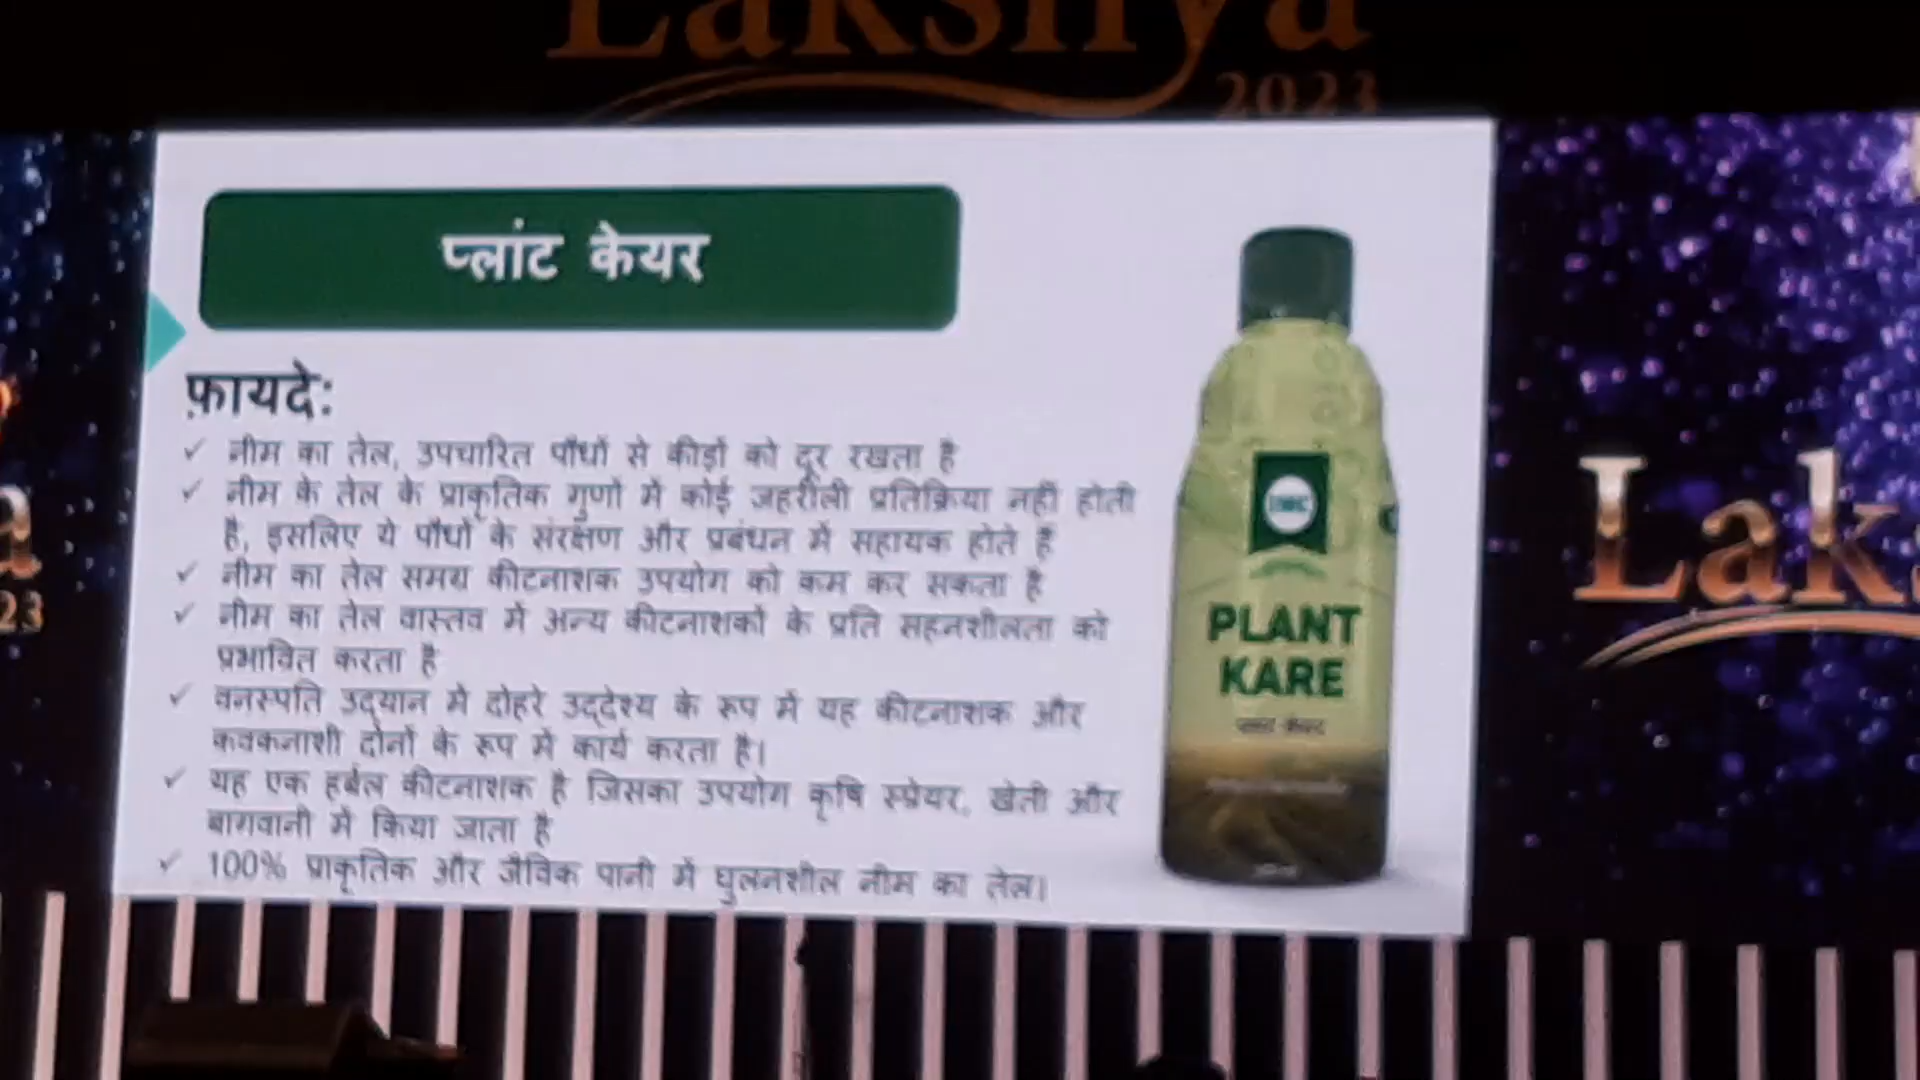 Lakshya
2023
प्लांट केयर
फ़ायदे:
✓ नीम का तेल, उपचारित पौधों से कीड़ों को दूर रखता है
✓ नीम के तेल के प्राकृतिक गुणों में कोई जहरीली प्रतिक्रिया नहीं होती
है, इसलिए ये पौधों के संरक्षण और प्रबंधन में सहायक होते हैं
✓ नीम का तेल समग्र कीटनाशक उपयोग को कम कर सकता है
✓ नीम का तेल वास्तव में अन्य कीटनाशकों के प्रति सहनशीलता को
प्रभावित करता है
✓ वनस्पति उद्यान में दोहरे उद्देश्य के रूप में यह कीटनाशक और
कवकनाशी दोनों के रूप में कार्य करता है।
✓ यह एक हर्बल कीटनाशक है जिसका उपयोग कृषि स्प्रेयर, खेती और
बागवानी में किया जाता है
✓ 100% प्राकृतिक और जैविक पानी में घुलनशील नीम का तेल।
PLANT
KARE
प्लांट केयर
Lak
a
23